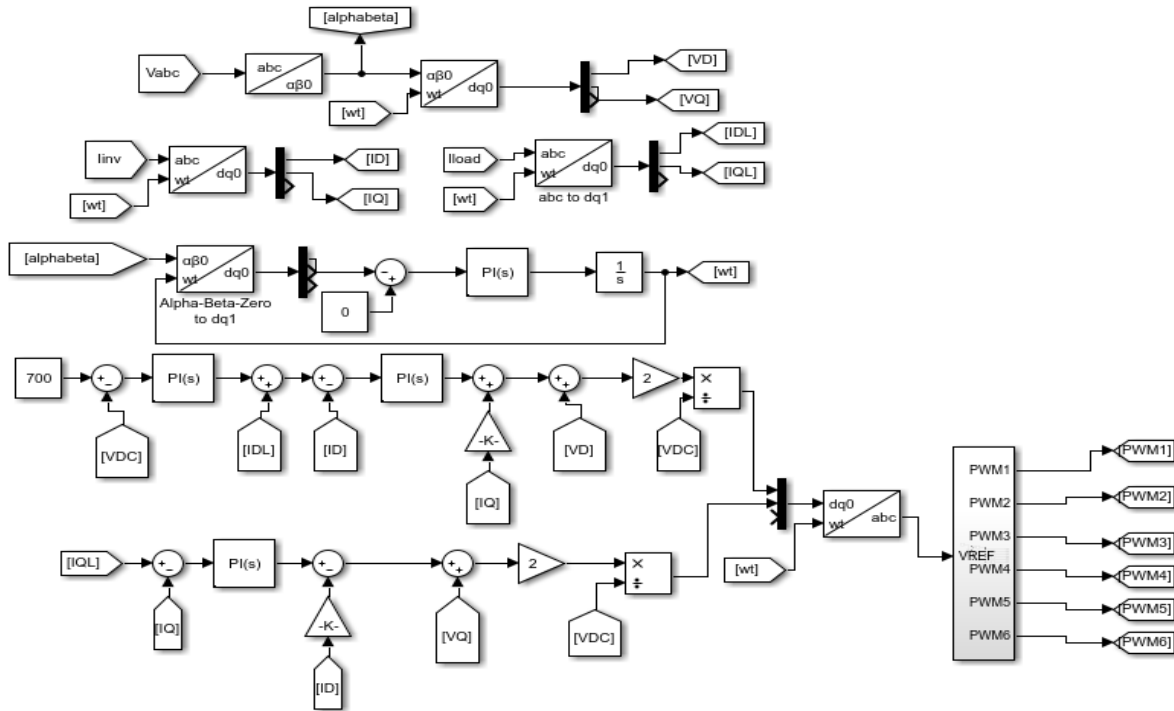 [alphabeta]
Vabc
abc
αβ0
[wt]
αβ0
wt
dq0
[VD]
[VQ]
Iinv
[wt]
abc
wt
dq0
[ID]
[IQ]
Iload
[wt]
abc
wt
dq0
abc to dq1
[IDL]
[IQL]
[alphabeta]
αβ0
wt
dq0
Alpha-Beta-Zero
to dq1
0
- +
PI(s)
1
s
[wt]
700
+ -
[VDC]
PI(s)
+ +
[IDL]
+ -
[ID]
PI(s)
+ +
-K-
[IQ]
+ +
[VD]
2
[VDC]
×
÷
[IQL]
+ -
[IQ]
PI(s)
+ -
-K-
[ID]
+ +
[VQ]
2
[VDC]
×
÷
[wt]
dq0
wt
abc
VREF
PWM1
PWM2
PWM3
PWM4
PWM5
PWM6
[PWM1]
[PWM2]
[PWM3]
[PWM4]
[PWM5]
[PWM6]